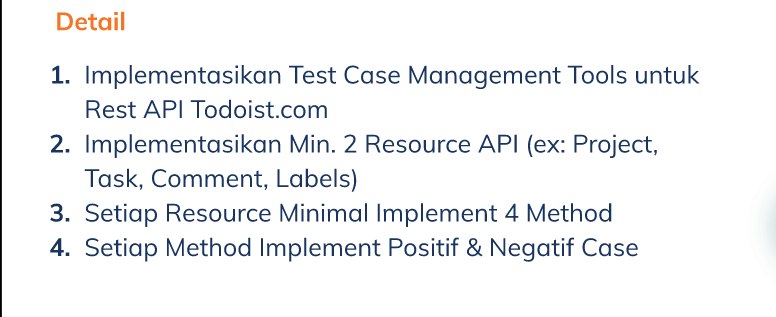 Detail
1. Implementasikan Test Case Management Tools untuk
Rest API Todoist.com
2. Implementasikan Min. 2 Resource API (ex: Project,
Task, Comment, Labels)
3. Setiap Resource Minimal Implement 4 Method
4. Setiap Method Implement Positif & Negatif Case